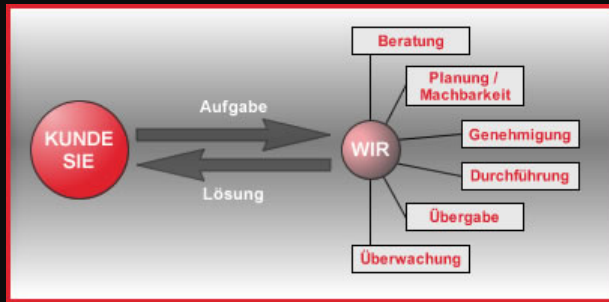 Beratung
Planung /
Machbarkeit
Aufgabe
KUNDE
SIE
WIR
Genehmigung
Durchführung
Lösung
Übergabe
Überwachung